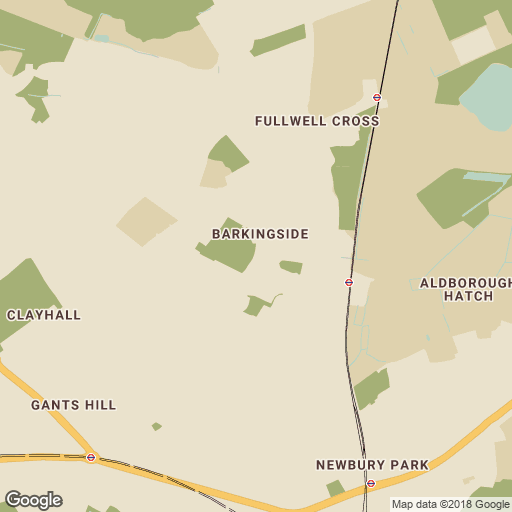 FULLWELL CROSS
BARKINGSIDE
ALDBOROUGH
HATCH
CLAYHALL
GANTS HILL
NEWBURY PARK
Google
Map data ©2018 Google